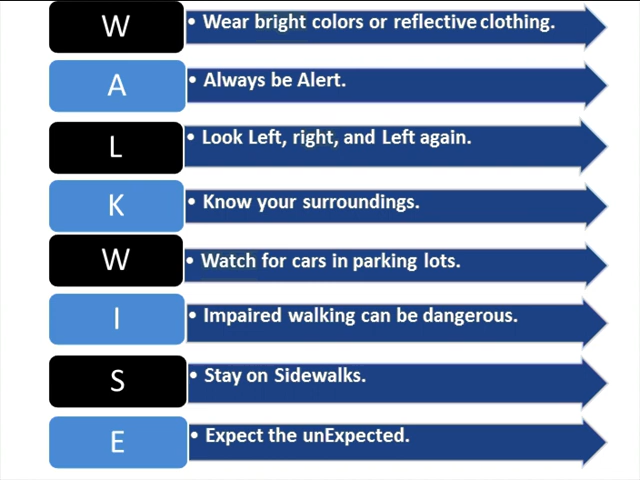 W • Wear bright colors or reflective clothing.
A • Always be Alert.
L • Look Left, right, and Left again.
K • Know your surroundings.
W • Watch for cars in parking lots.
I • Impaired walking can be dangerous.
S • Stay on Sidewalks.
E • Expect the unExpected.